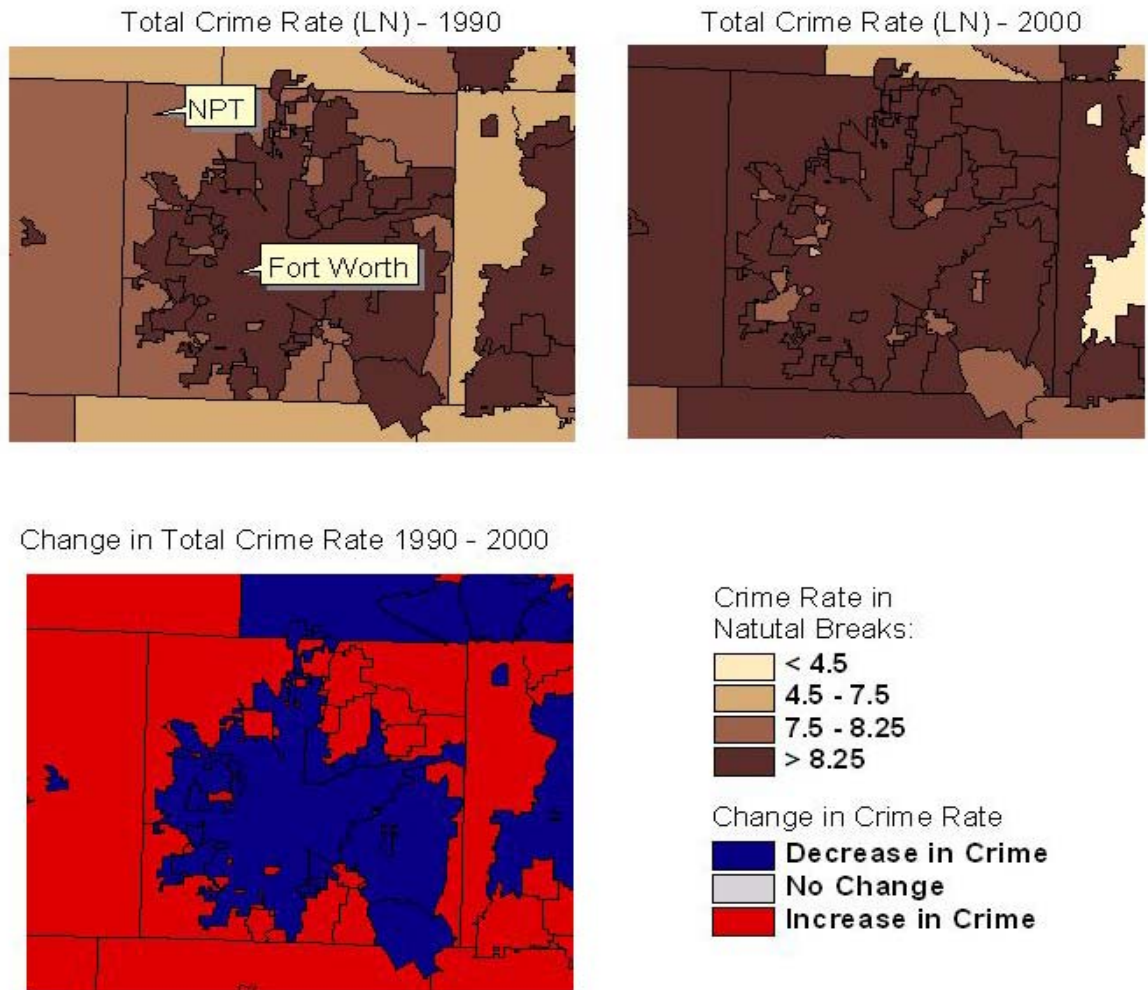 Total Crime Rate (LN) - 1990
Total Crime Rate (LN) - 2000
NPT
Fort Worth
Change in Total Crime Rate 1990 - 2000
Crime Rate in
Natutal Breaks:
< 4.5
4.5 - 7.5
7.5 - 8.25
> 8.25
Change in Crime Rate
Decrease in Crime
No Change
Increase in Crime